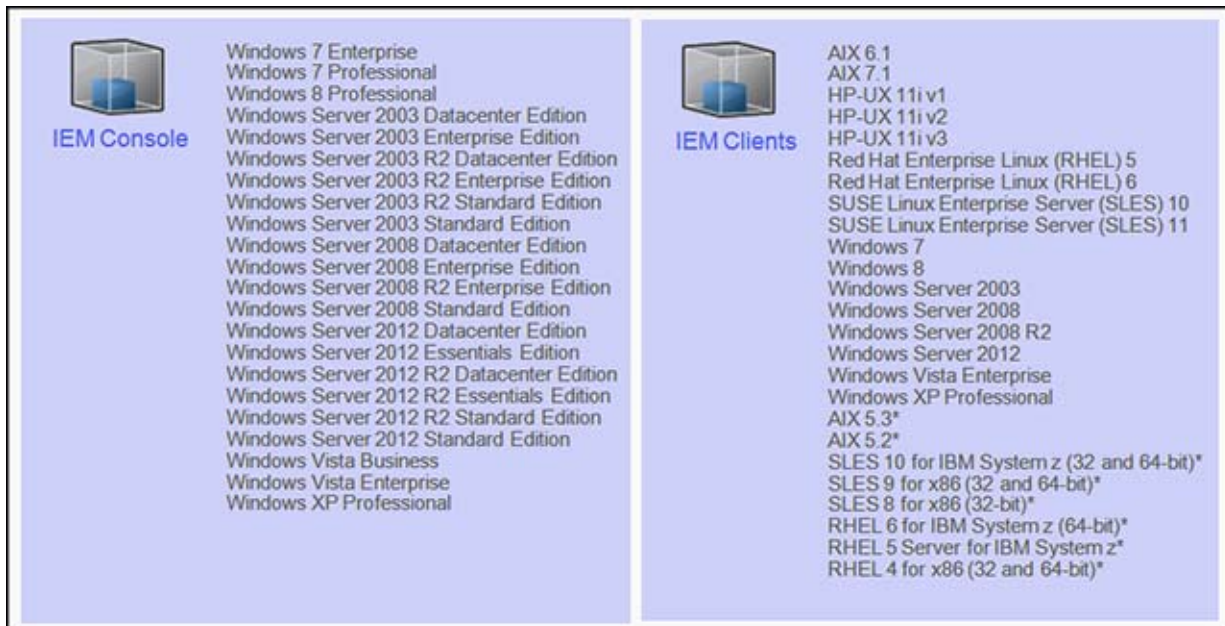 IEM Console
Windows 7 Enterprise
Windows 7 Professional
Windows 8 Professional
Windows Server 2003 Datacenter Edition
Windows Server 2003 Enterprise Edition
Windows Server 2003 R2 Datacenter Edition
Windows Server 2003 R2 Enterprise Edition
Windows Server 2003 R2 Standard Edition
Windows Server 2003 Standard Edition
Windows Server 2008 Datacenter Edition
Windows Server 2008 Enterprise Edition
Windows Server 2008 R2 Enterprise Edition
Windows Server 2008 Standard Edition
Windows Server 2012 Datacenter Edition
Windows Server 2012 Essentials Edition
Windows Server 2012 R2 Datacenter Edition
Windows Server 2012 R2 Essentials Edition
Windows Server 2012 R2 Standard Edition
Windows Server 2012 Standard Edition
Windows Vista Business
Windows Vista Enterprise
Windows XP Professional
IEM Clients
AIX 6.1
AIX 7.1
HP-UX 11i v1
HP-UX 11i v2
HP-UX 11i v3
Red Hat Enterprise Linux (RHEL) 5
Red Hat Enterprise Linux (RHEL) 6
SUSE Linux Enterprise Server (SLES) 10
SUSE Linux Enterprise Server (SLES) 11
Windows 7
Windows 8
Windows Server 2003
Windows Server 2008
Windows Server 2008 R2
Windows Server 2012
Windows Vista Enterprise
Windows XP Professional
AIX 5.3*
AIX 5.2*
SLES 10 for IBM System z (32 and 64-bit)*
SLES 9 for x86 (32 and 64-bit)*
SLES 8 for x86 (32-bit)*
RHEL 6 for IBM System z (64-bit)*
RHEL 5 Server for IBM System z*
RHEL 4 for x86 (32 and 64-bit)*